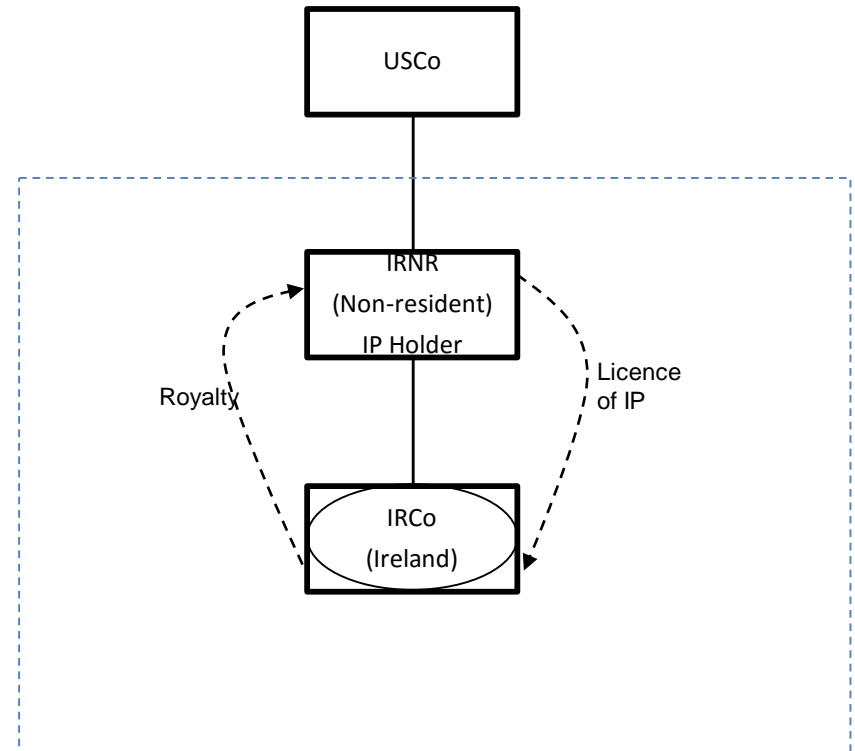 USCo
IRNR
(Non-resident)
IP Holder
Royalty
Licence
of IP
IRCo
(Ireland)